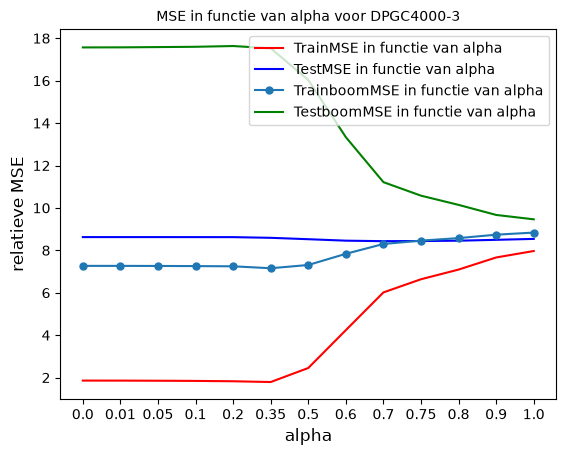 MSE in functie van alpha voor DPGC4000-3
TrainMSE in functie van alpha
TestMSE in functie van alpha
TrainboomMSE in functie van alpha
TestboomMSE in functie van alpha
relatieve MSE
18
16
14
12
10
8
6
4
2
0.0 0.01 0.05 0.1 0.2 0.35 0.5 0.6 0.7 0.75 0.8 0.9 1.0
alpha